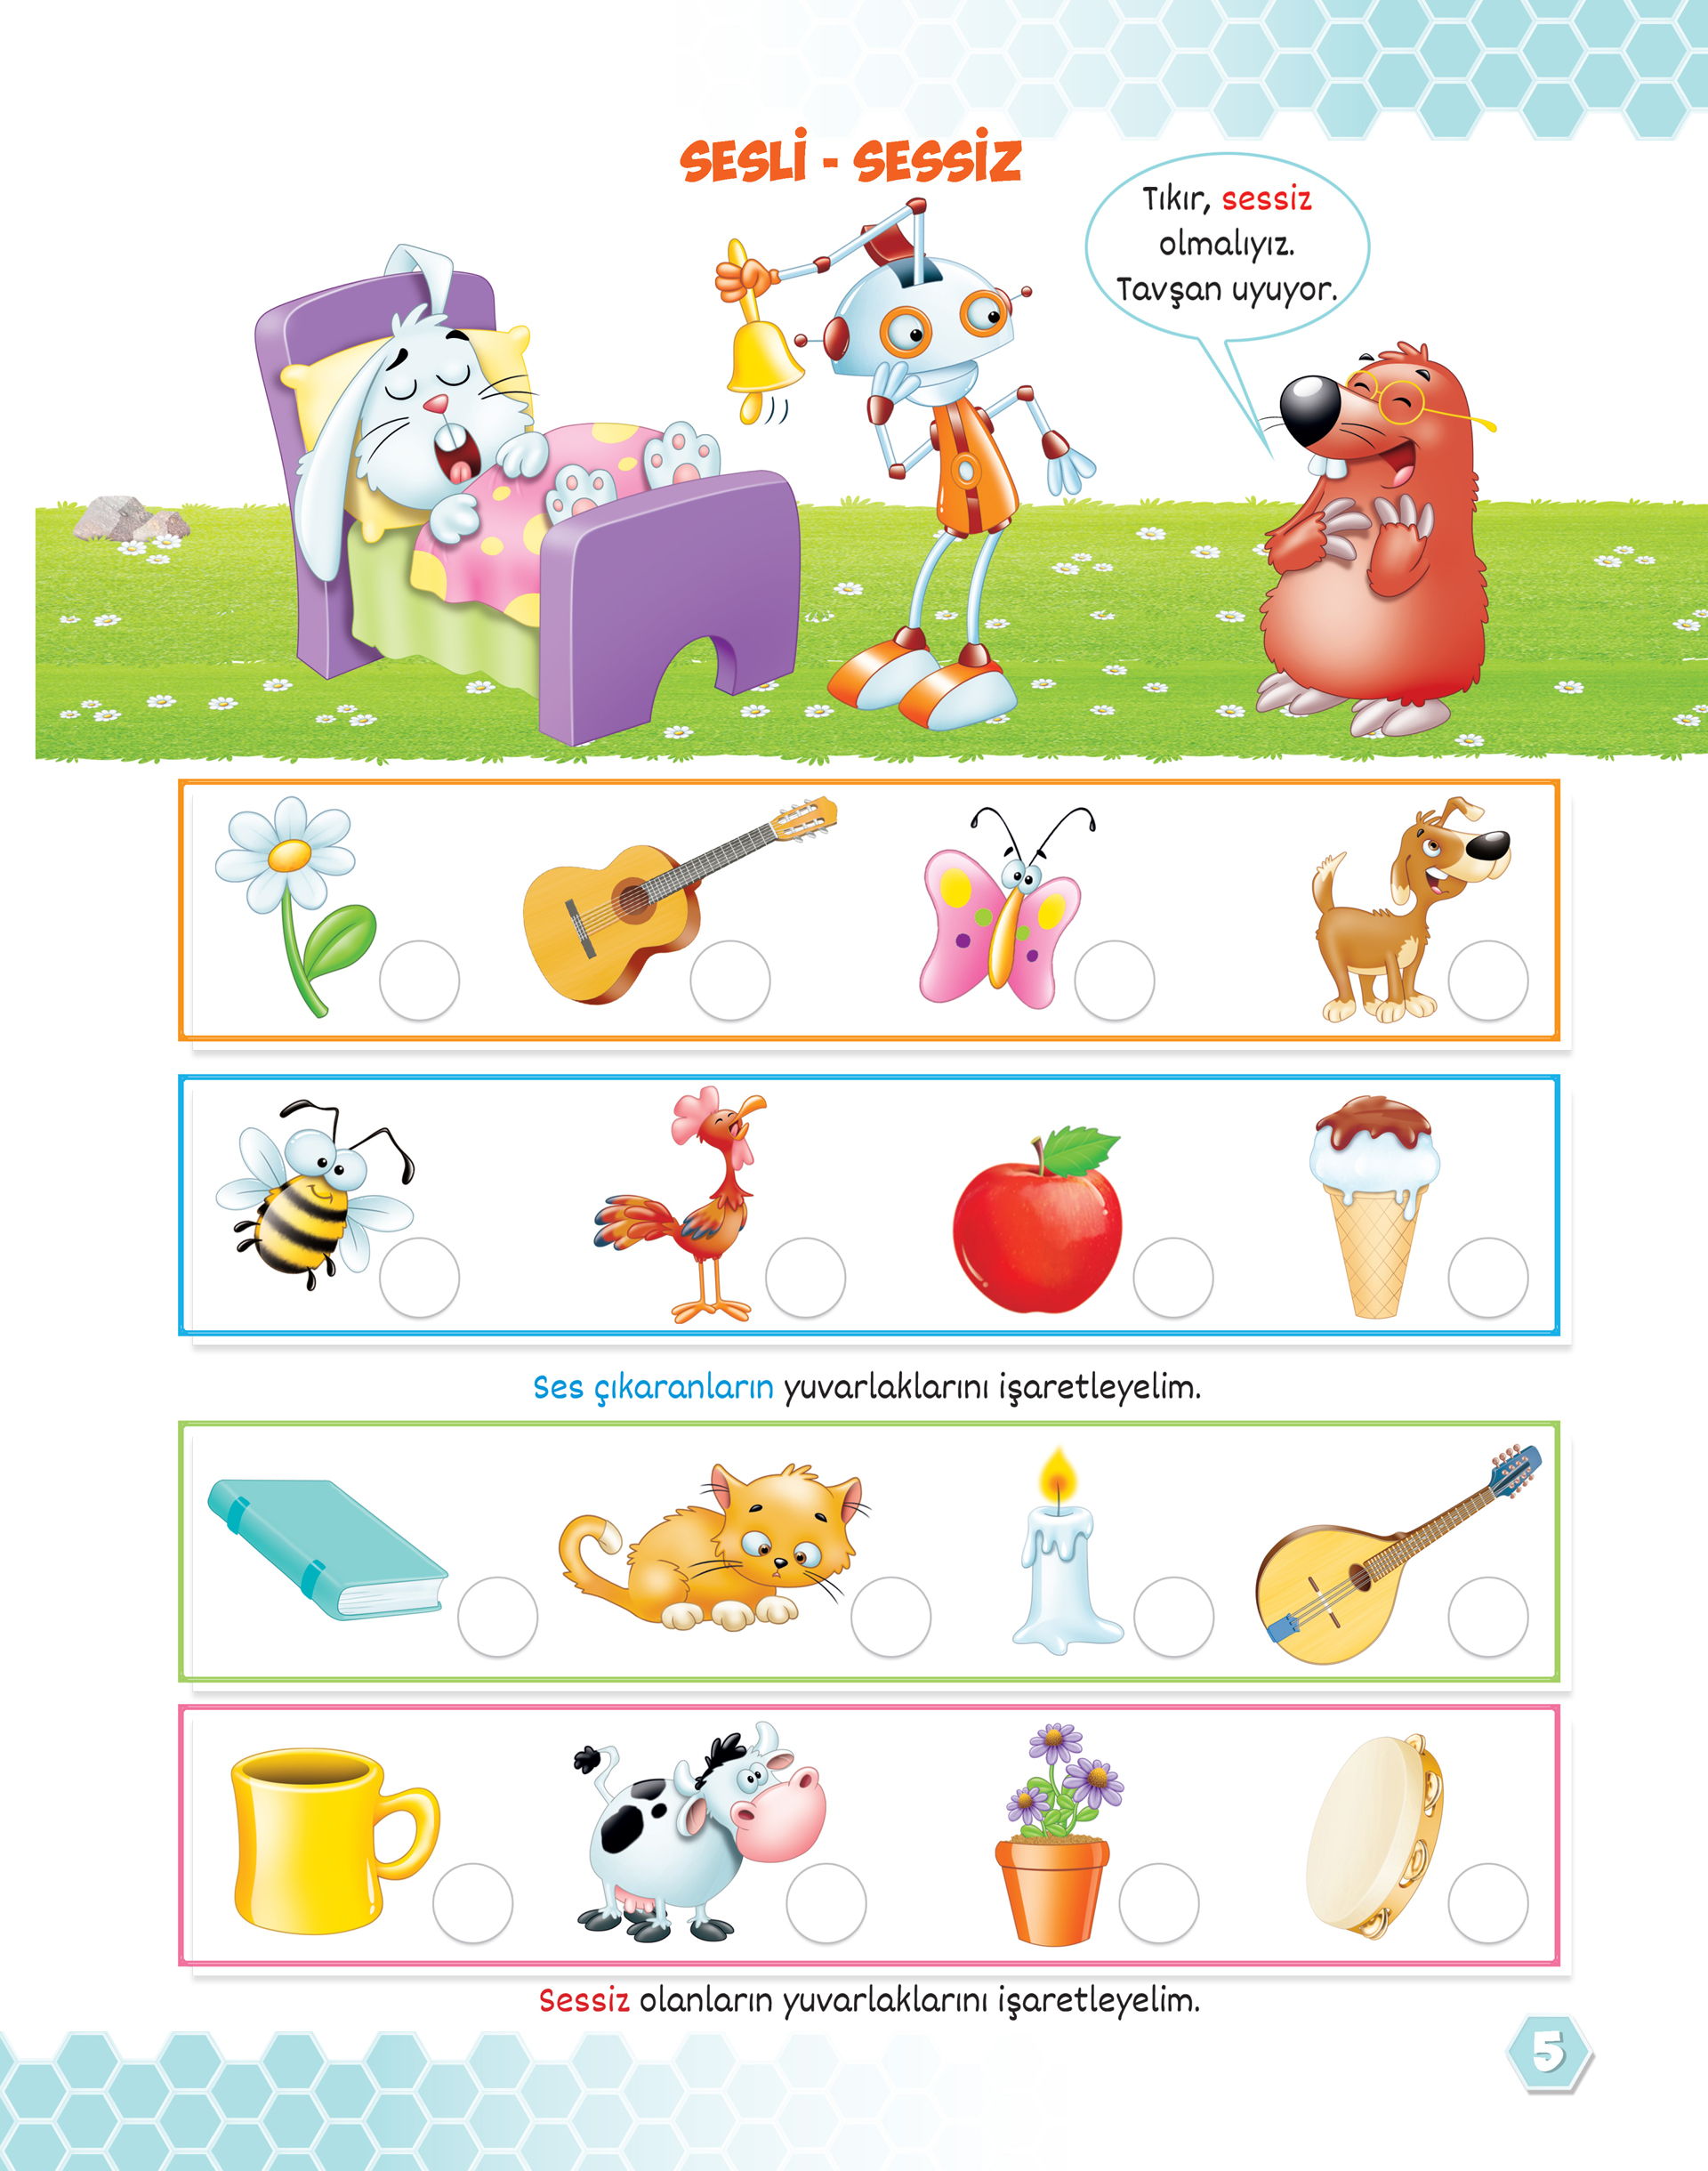 SESLİ - SESSİZ
Tıkır, sessiz
olmalıyız.
Tavşan uyuyor.
Ses çıkaranların yuvarlaklarını işaretleyelim.
Sessiz olanların yuvarlaklarını işaretleyelim.
5